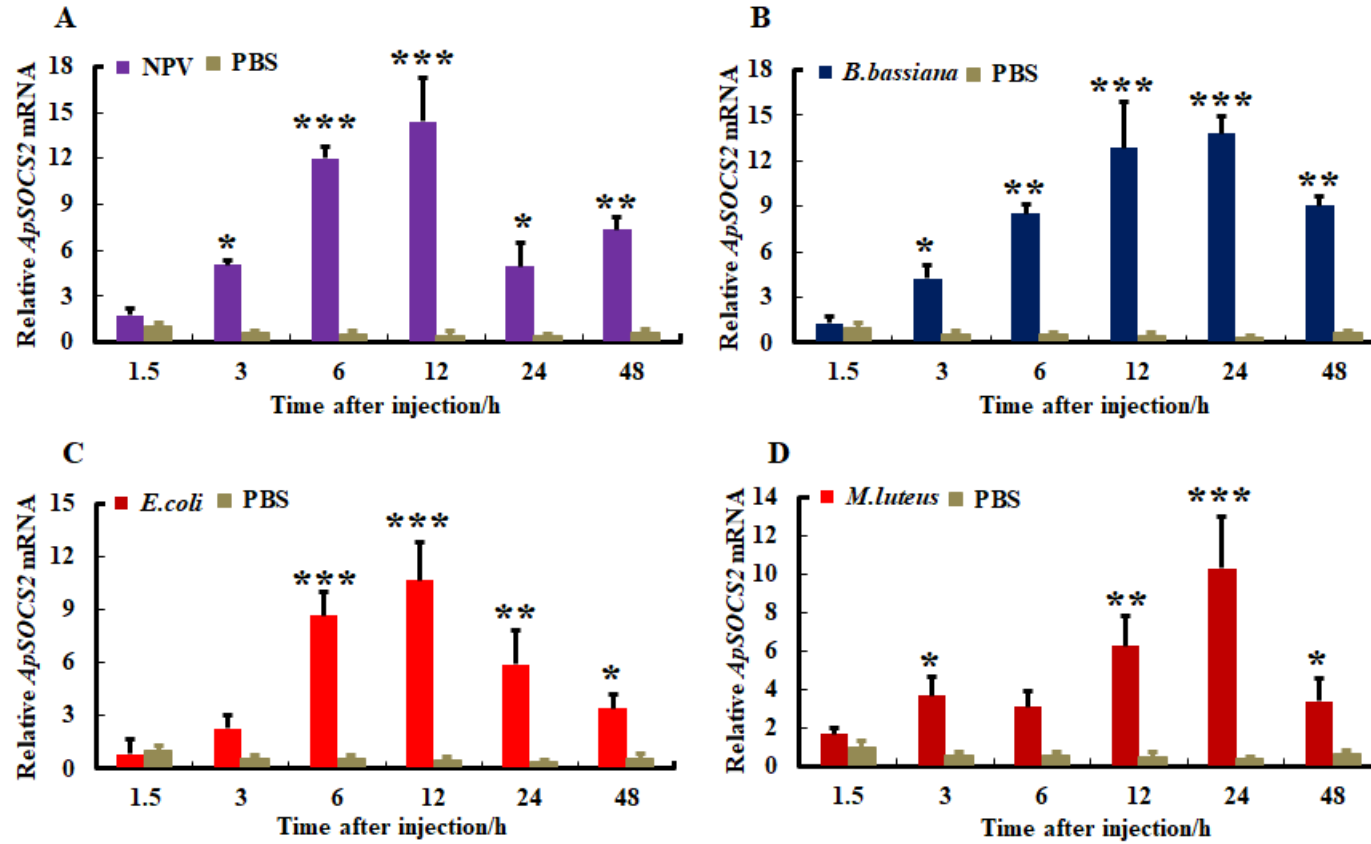 A
NPV PBS
Relative ApSOCS2 mRNA
18
15
12
9
6
3
0
* *** *** * **
1.5 3 6 12 24 48
Time after injection/h
B
B.bassiana PBS
Relative ApSOCS2 mRNA
18
15
12
9
6
3
0
* ** *** *** **
1.5 3 6 12 24 48
Time after injection/h
C
E.coli PBS
Relative ApSOCS2 mRNA
15
12
9
6
3
0
*** *** ** *
1.5 3 6 12 24 48
Time after injection/h
D
M.luteus PBS
Relative ApSOCS2 mRNA
14
12
10
8
6
4
2
0
* ** *** *
1.5 3 6 12 24 48
Time after injection/h